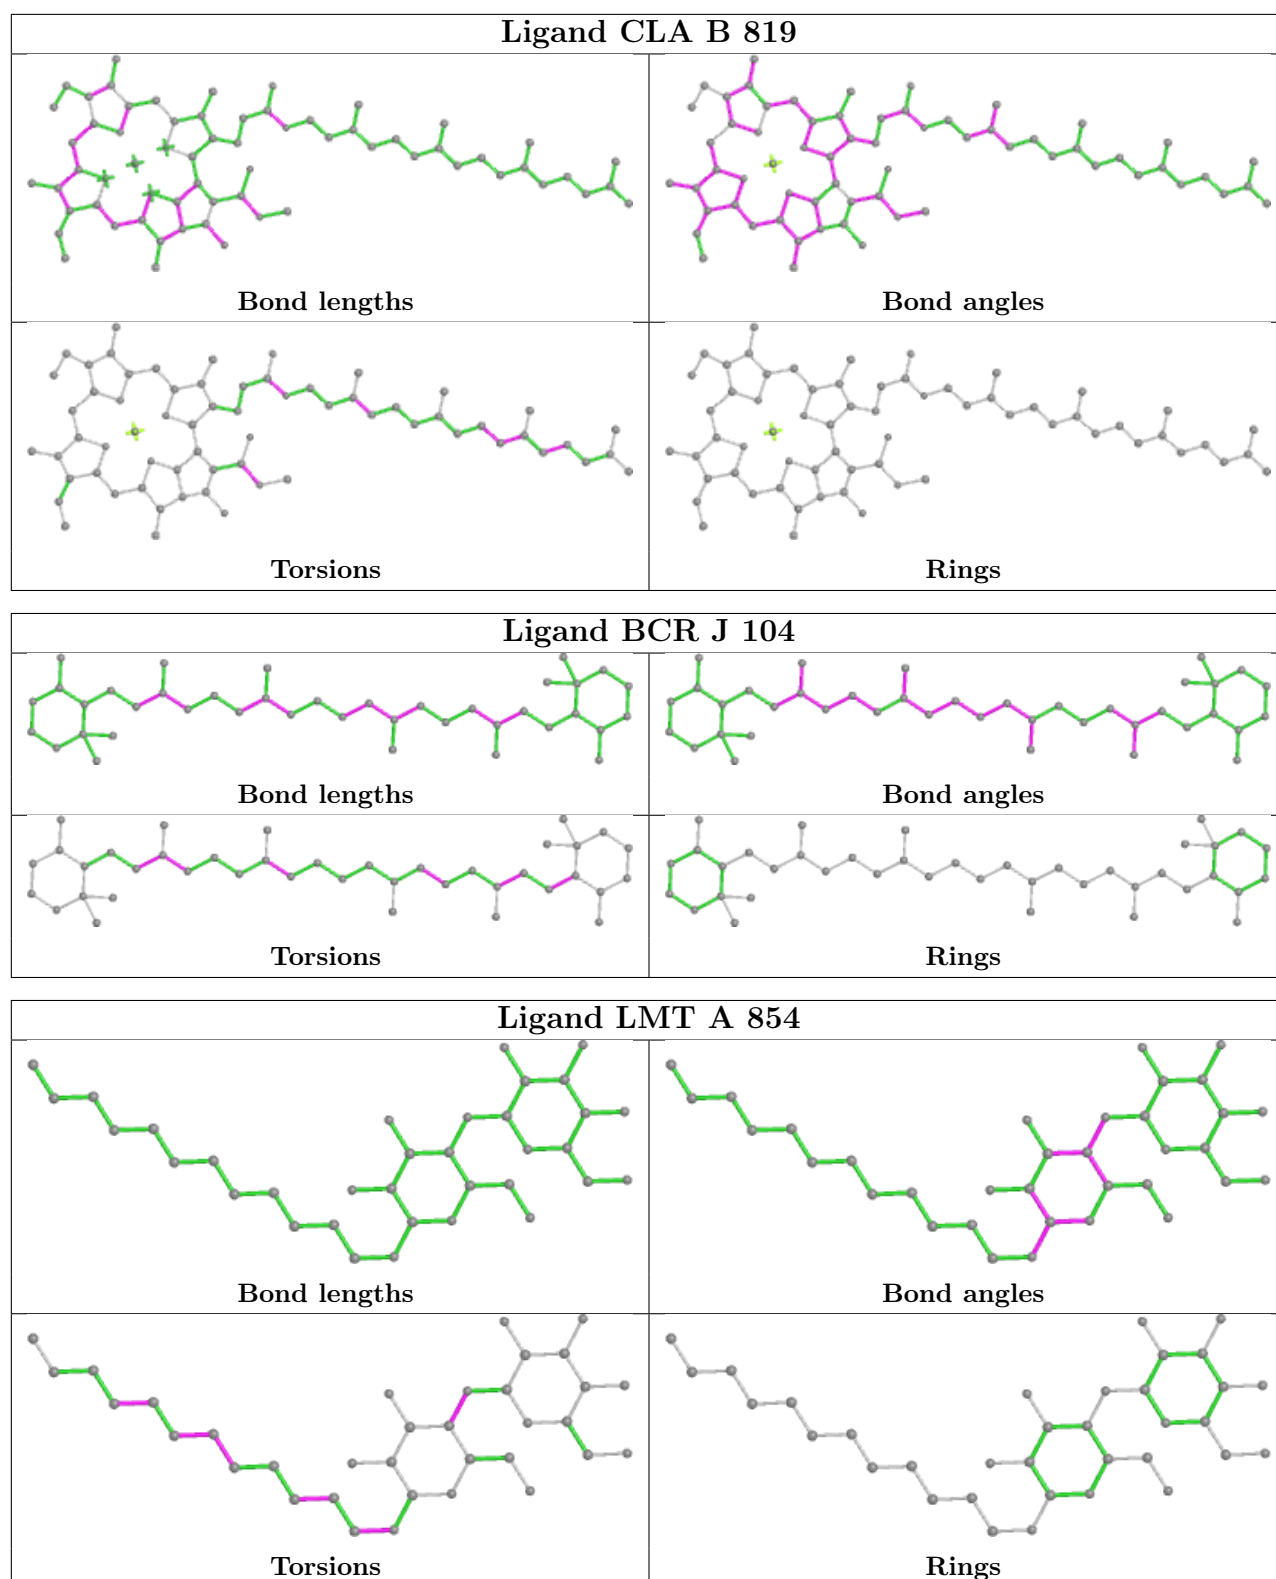 Ligand CLA B 819
Bond lengths
Bond angles
Torsions
Rings
Ligand BCR J 104
Bond lengths
Bond angles
Torsions
Rings
Ligand LMT A 854
Bond lengths
Bond angles
Torsions
Rings